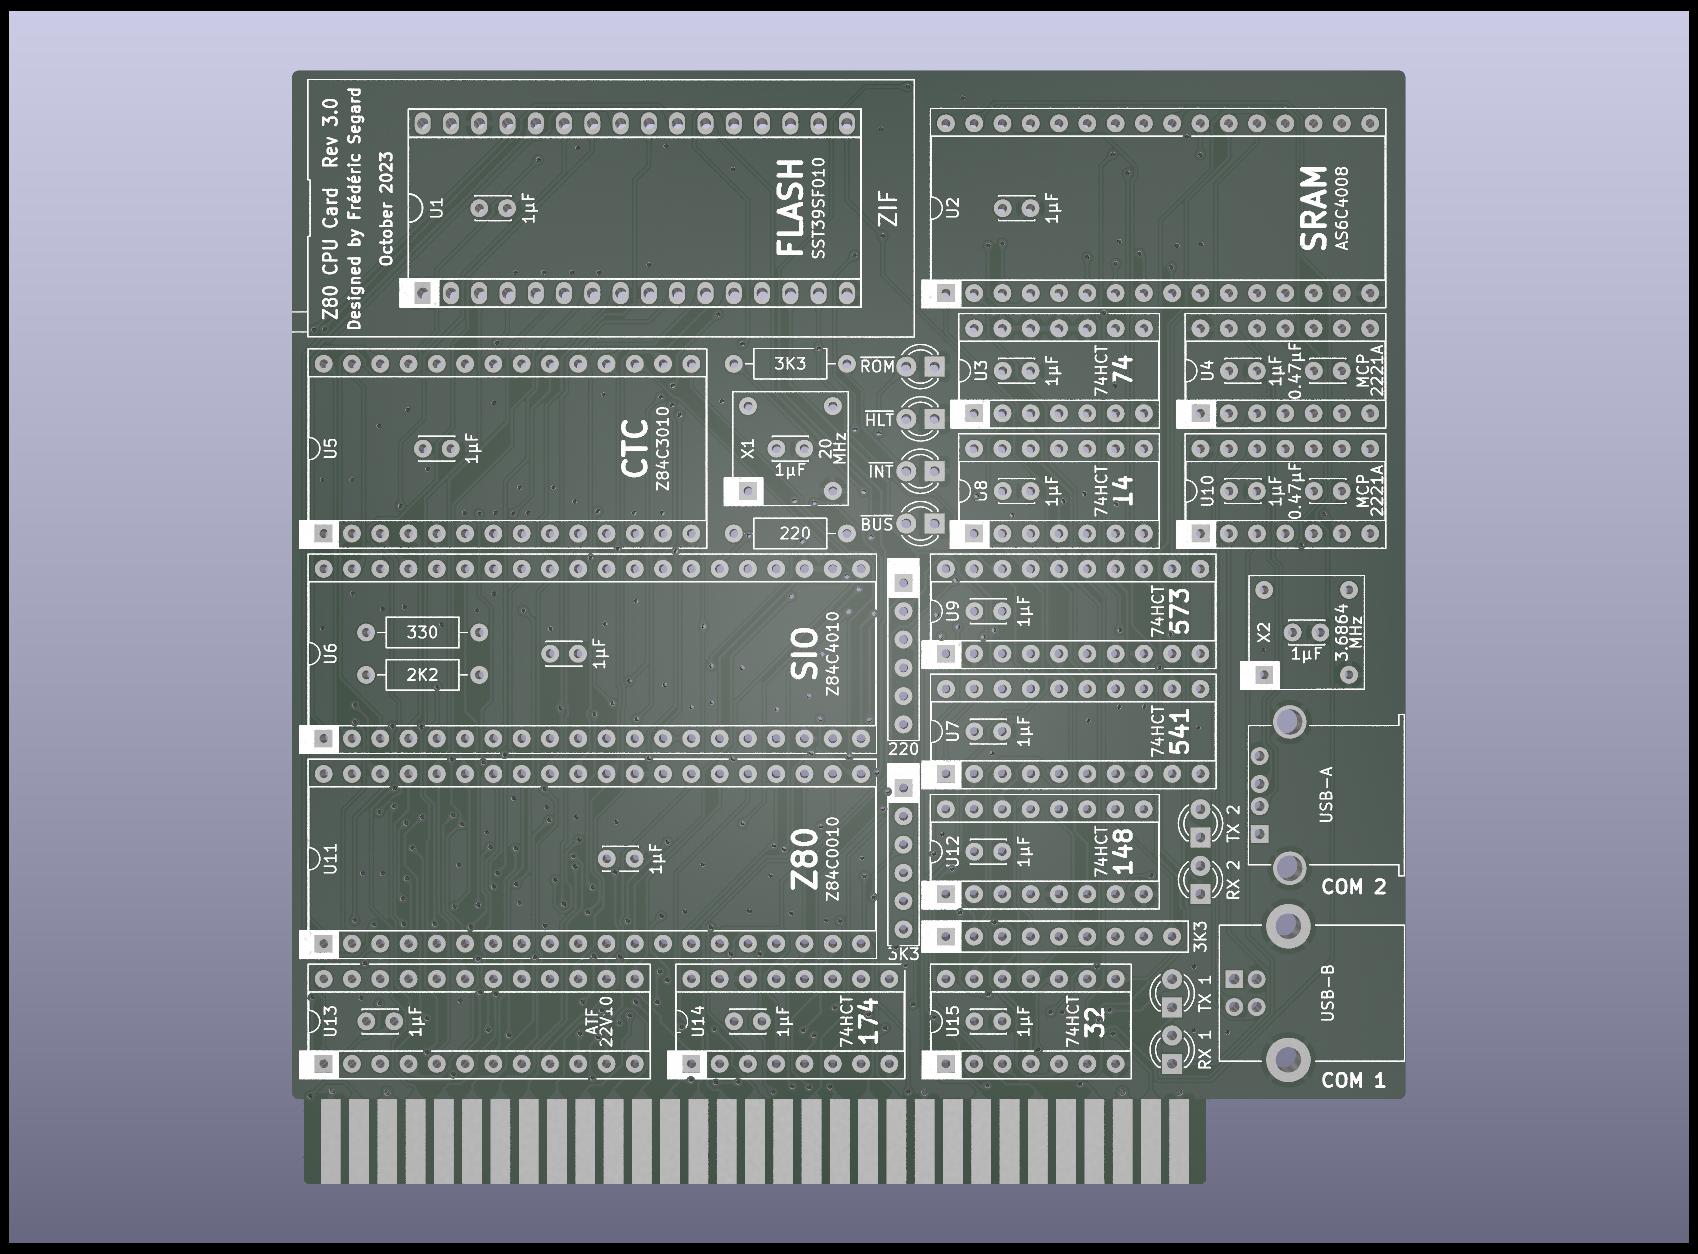 Z80 CPU Card Rev 3.0
Designed by Frédéric Segard
October 2023
U1
1µF
FLASH
SST39SF010
ZIF
U2
1µF
SRAM
AS6C4008
U5
1µF
CTC
Z84C3010
3K3
X1
1µF
20
MHz
220
ROM
HLT
INT
BUS
U3
1µF
74HCT
74
U4
1µF
0.47µF
MCP
2221A
U8
1µF
74HCT
14
U10
1µF
0.47µF
MCP
2221A
U6
330
2K2
1µF
SIO
Z84C4010
220
U9
1µF
74HCT
573
X2
1µF
3.6864
MHz
U7
1µF
74HCT
541
USB-A
COM 2
U11
1µF
Z80
Z84C0010
3K3
U12
1µF
74HCT
148
TX 2
RX 2
3K3
U13
1µF
ATF
22V10
U14
1µF
74HCT
174
U15
1µF
74HCT
32
TX 1
RX 1
USB-B
COM 1